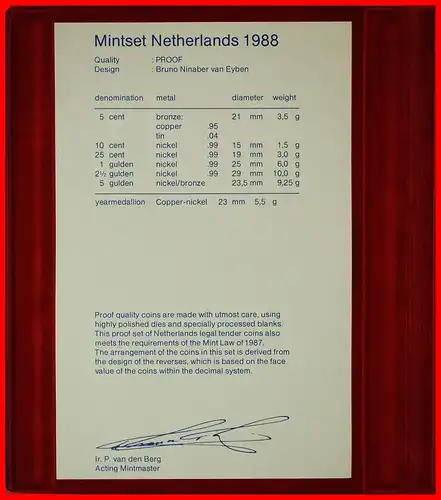 Mintset Netherlands 1988
Quality : PROOF
Design : Bruno Ninaber van Eyben
denomination metal diameter weight
5 cent bronze: 21 mm 3,5 g
copper .95
tin .04
10 cent nickel .99 15 mm 1,5 g
25 cent nickel .99 19 mm 3,0 g
1 gulden nickel .99 25 mm 6,0 g
2½ gulden nickel .99 29 mm 10,0 g
5 gulden nickel/bronze 23,5 mm 9,25 g
yearmedallion Copper-nickel 23 mm 5,5 g
Proof quality coins are made with utmost care, using
highly polished dies and specially processed blanks.
This proof set of Netherlands legal tender coins also
meets the requirements of the Mint Law of 1987.
The arrangement of the coins in this set is derived from
the design of the reverses, which is based on the face
value of the coins within the decimal system.
Ir. P. van den Berg
Acting Mintmaster